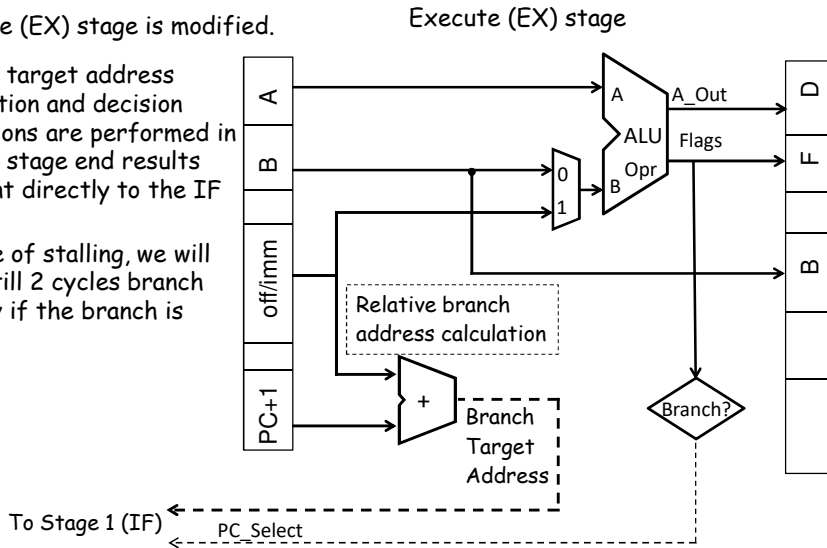 e (EX) stage is modified.
Execute (EX) stage
target address
tion and decision
ons are performed in
stage end results
t directly to the IF
e of stalling, we will
ill 2 cycles branch
if the branch is
A
B
off/imm
PC+1
0
1
A
ALU
Opr
B
A_Out
Flags
D
F
B
Relative branch
address calculation
+
Branch
Target
Address
Branch?
To Stage 1 (IF)
PC_Select